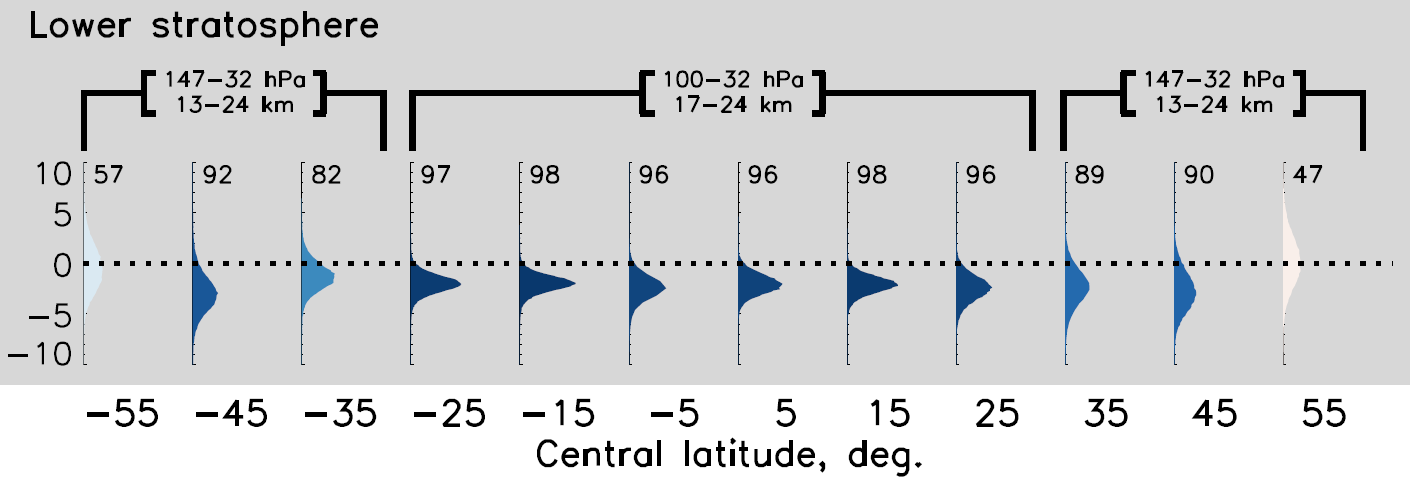 Lower stratosphere
147−32 hPa
13−24 km
100−32 hPa
17−24 km
147−32 hPa
13−24 km
10
5
0
−5
−10
57 92 82 97 98 96 96 98 96 89 90 47
−55 −45 −35 −25 −15 −5 5 15 25 35 45 55
Central latitude, deg.